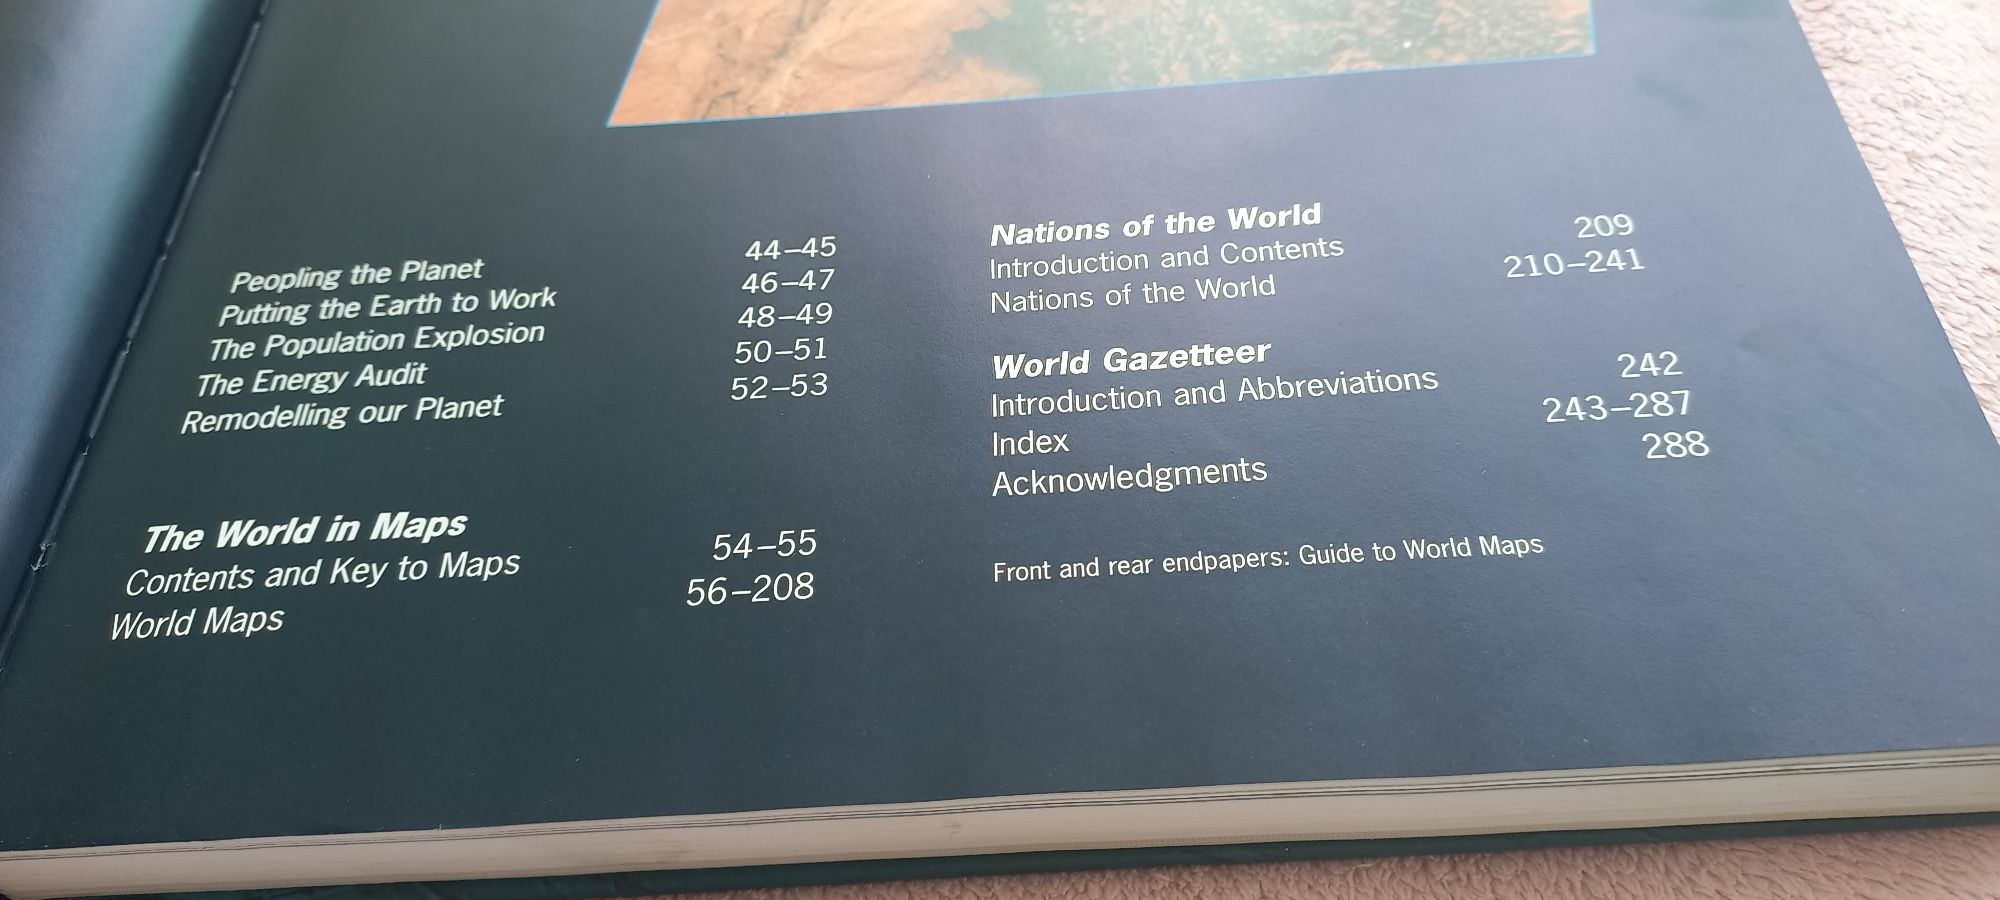 Peopling the Planet 44–45
Putting the Earth to Work 46–47
The Population Explosion 48–49
The Energy Audit 50–51
Remodelling our Planet 52–53
The World in Maps
Contents and Key to Maps 54–55
World Maps 56–208
Nations of the World
Introduction and Contents 209
Nations of the World 210–241
World Gazetteer
Introduction and Abbreviations 242
Index 243–287
Acknowledgments 288
Front and rear endpapers: Guide to World Maps